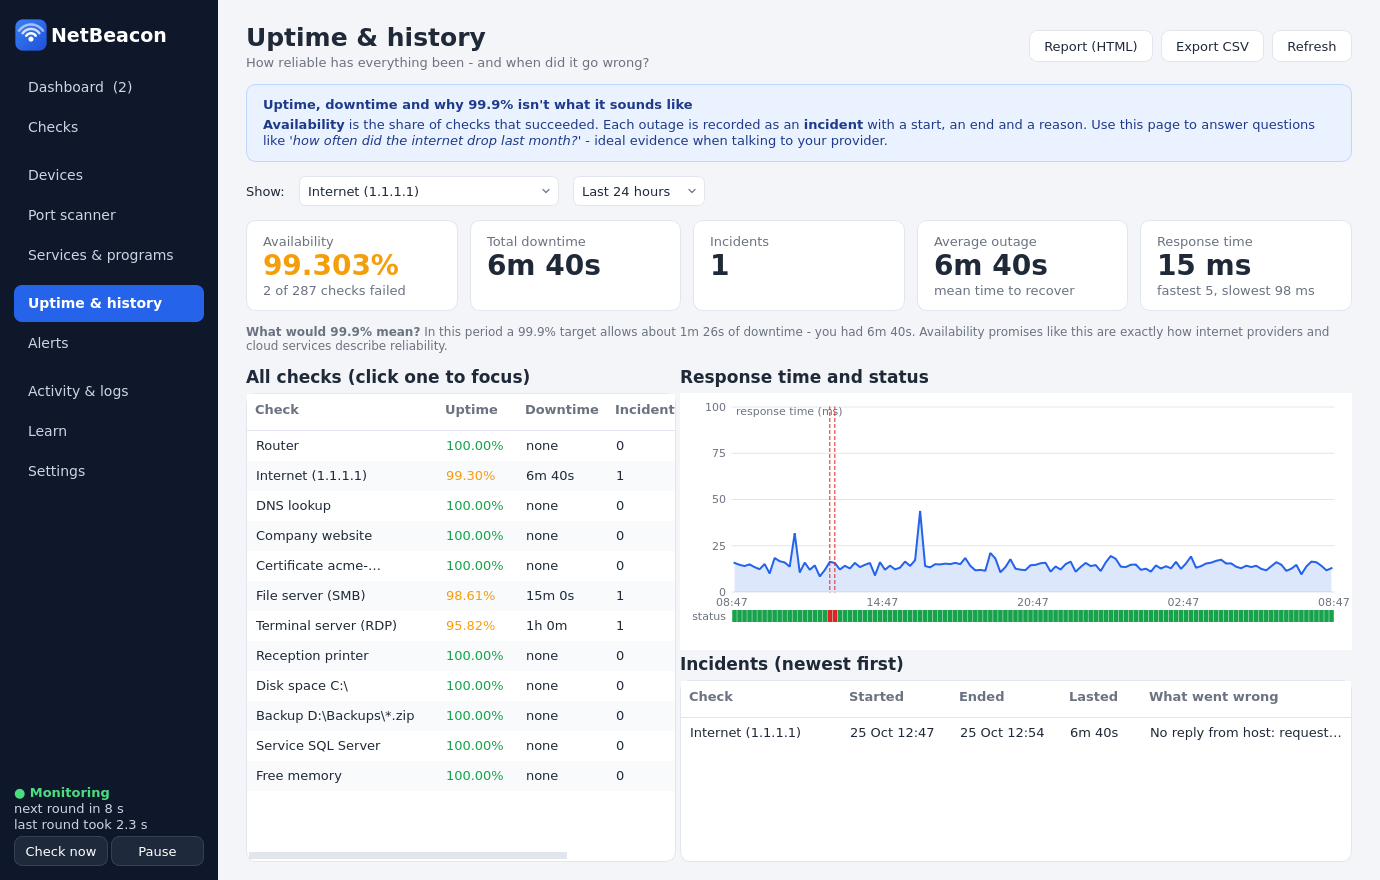 NetBeacon
Dashboard (2)
Checks
Devices
Port scanner
Services & programs
Uptime & history
Alerts
Activity & logs
Learn
Settings
● Monitoring
next round in 8 s
last round took 2.3 s
Check now
Pause
Uptime & history
How reliable has everything been - and when did it go wrong?
Report (HTML)
Export CSV
Refresh
Uptime, downtime and why 99.9% isn't what it sounds like
Availability is the share of checks that succeeded. Each outage is recorded as an incident with a start, an end and a reason. Use this page to answer questions
like 'how often did the internet drop last month?' - ideal evidence when talking to your provider.
Show:
Internet (1.1.1.1)
Last 24 hours
Availability
99.303%
2 of 287 checks failed
Total downtime
6m 40s
Incidents
1
Average outage
6m 40s
mean time to recover
Response time
15 ms
fastest 5, slowest 98 ms
What would 99.9% mean? In this period a 99.9% target allows about 1m 26s of downtime - you had 6m 40s. Availability promises like this are exactly how internet providers and
cloud services describe reliability.
All checks (click one to focus)
Check Uptime Downtime Incident
Router 100.00% none 0
Internet (1.1.1.1) 99.30% 6m 40s 1
DNS lookup 100.00% none 0
Company website 100.00% none 0
Certificate acme-... 100.00% none 0
File server (SMB) 98.61% 15m 0s 1
Terminal server (RDP) 95.82% 1h 0m 1
Reception printer 100.00% none 0
Disk space C:\ 100.00% none 0
Backup D:\Backups\*.zip 100.00% none 0
Service SQL Server 100.00% none 0
Free memory 100.00% none 0
Response time and status
response time (ms)
100
75
50
25
0
08:47 14:47 20:47 02:47 08:47
status
Incidents (newest first)
Check Started Ended Lasted What went wrong
Internet (1.1.1.1) 25 Oct 12:47 25 Oct 12:54 6m 40s No reply from host: request...